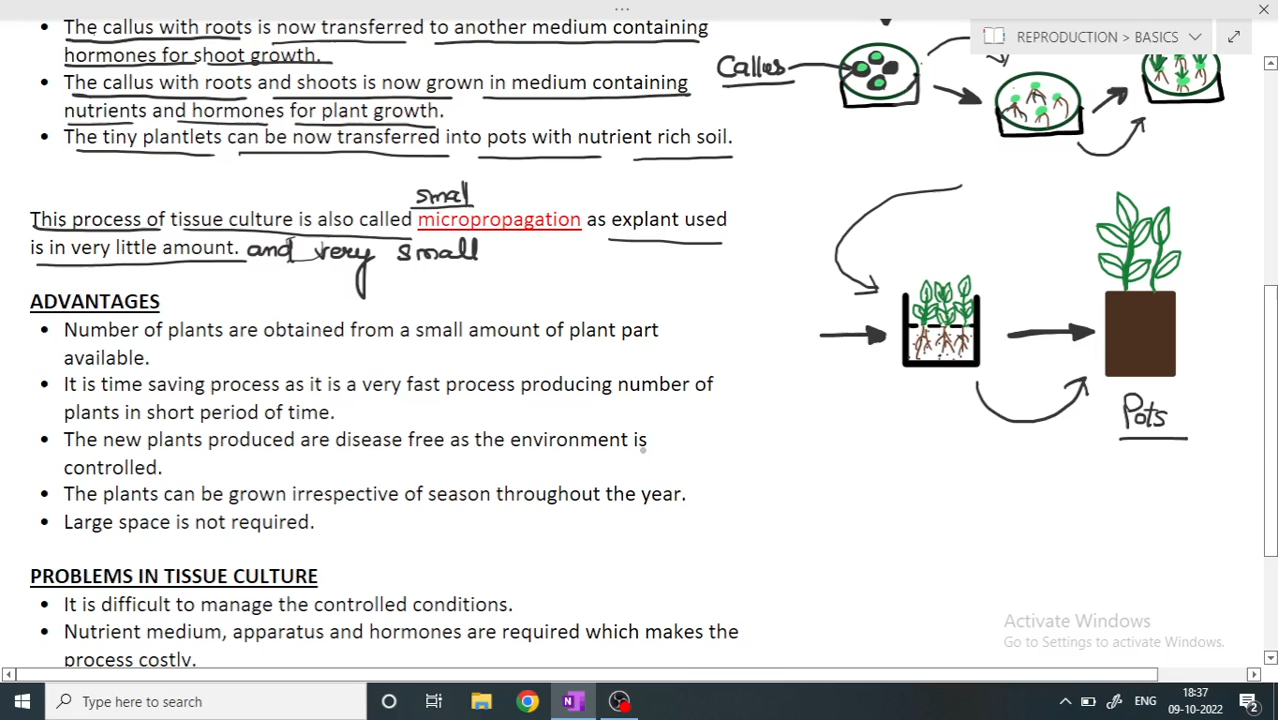 REPRODUCTION > BASICS
• The callus with roots is now transferred to another medium containing
hormones for shoot growth.
• The callus with roots and shoots is now grown in medium containing
nutrients and hormones for plant growth.
• The tiny plantlets can be now transferred into pots with nutrient rich soil.
Callus
small
This process of tissue culture is also called micropropagation as explant used
is in very little amount. and very small
ADVANTAGES
• Number of plants are obtained from a small amount of plant part
available.
• It is time saving process as it is a very fast process producing number of
plants in short period of time.
• The new plants produced are disease free as the environment is
controlled.
• The plants can be grown irrespective of season throughout the year.
• Large space is not required.
Pots
PROBLEMS IN TISSUE CULTURE
• It is difficult to manage the controlled conditions.
• Nutrient medium, apparatus and hormones are required which makes the
process costly.
Activate Windows
Go to Settings to activate Windows.
Type here to search
ENG
18:37
09-10-2022
2